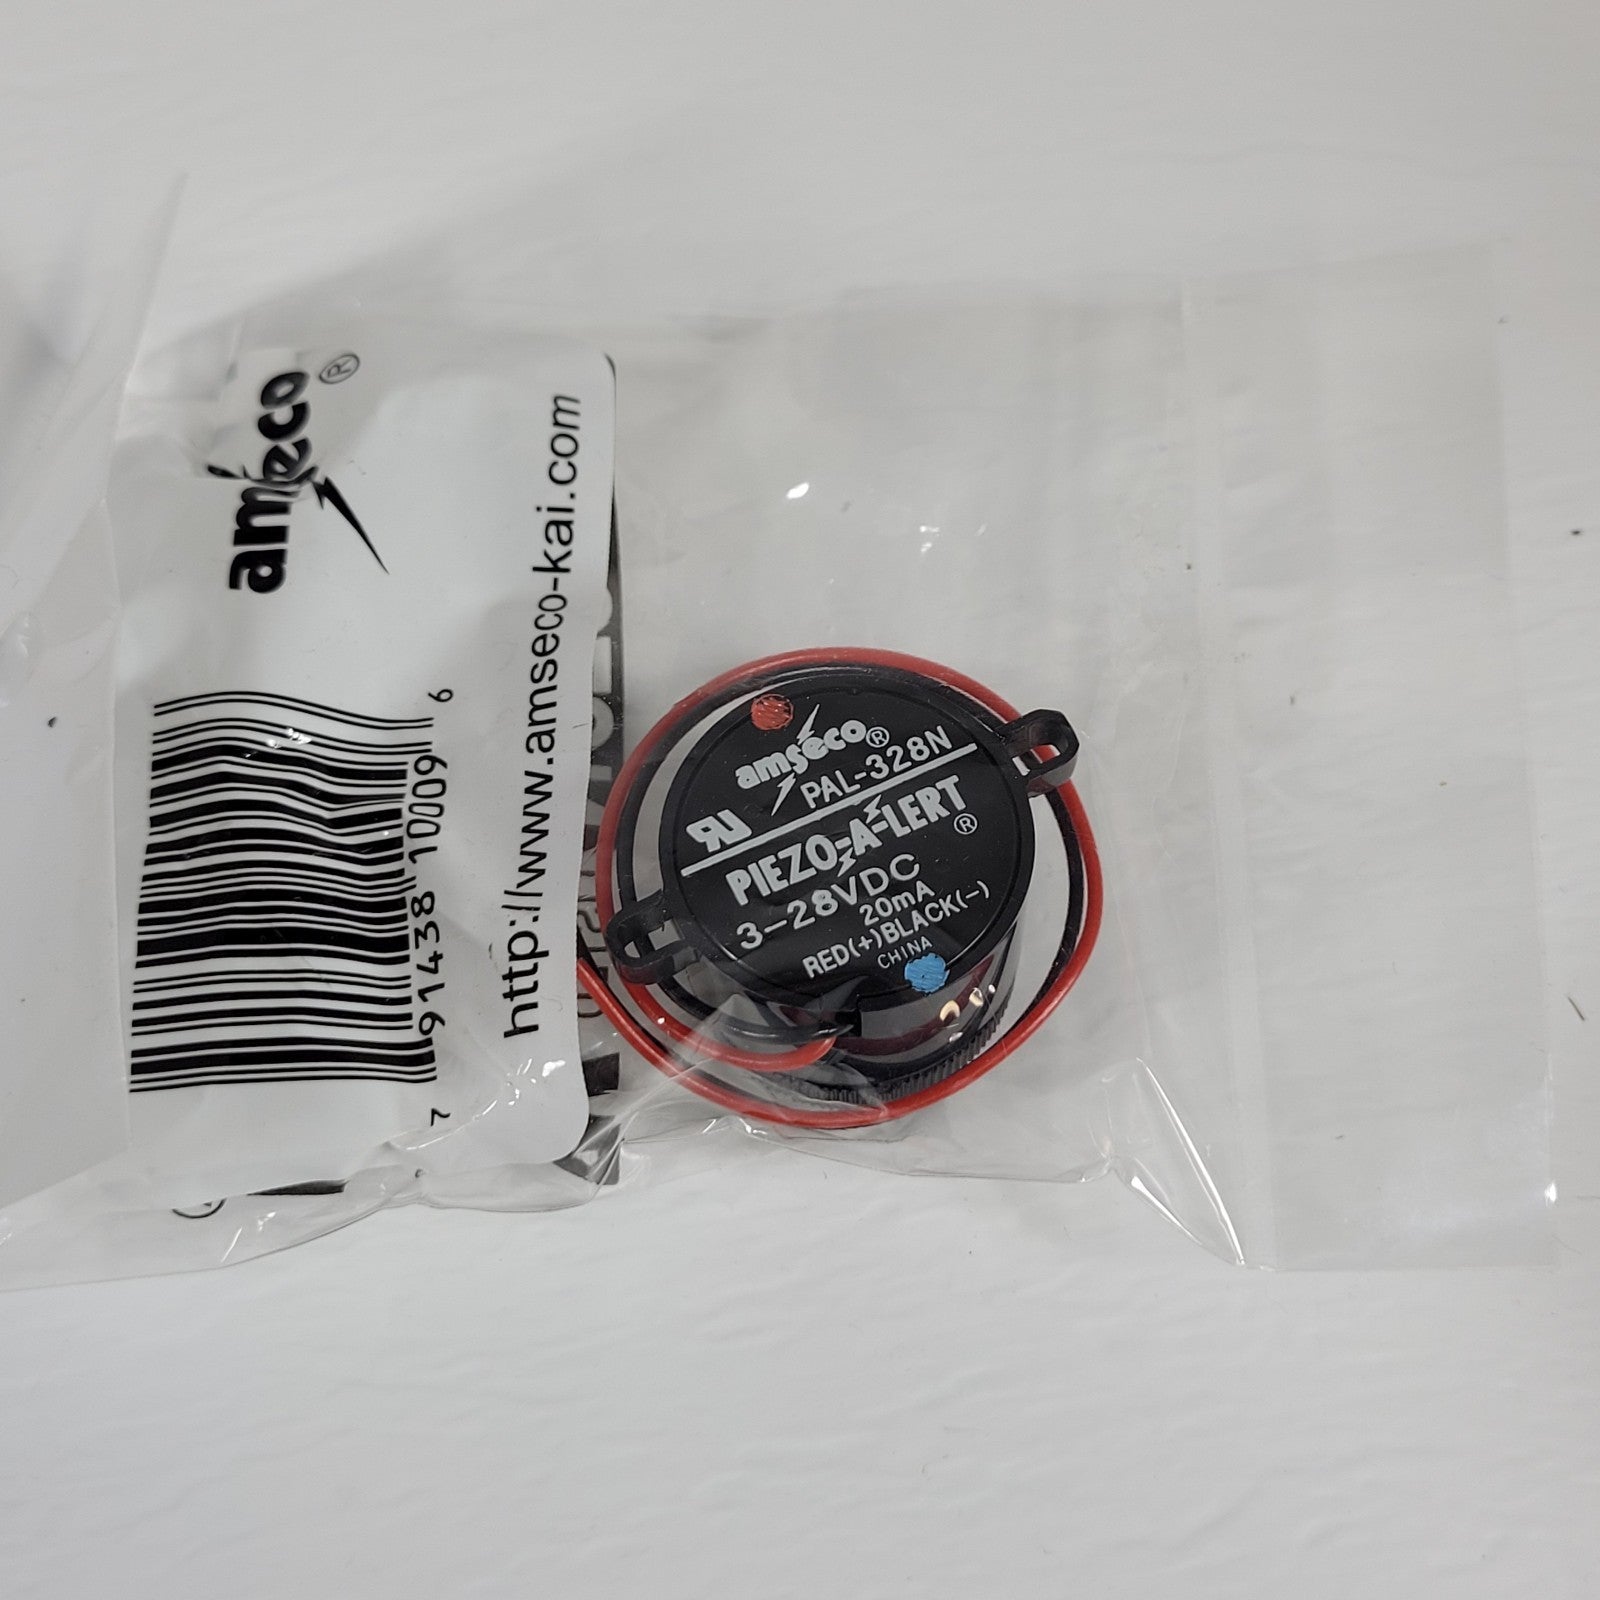 amseco®
http://www.amseco-kai.com
7 91438 10009 6
amseco®
PAL-328N
PIEZO-A-LERT®
3-28VDC
20mA
RED(+)BLACK(-)
CHINA